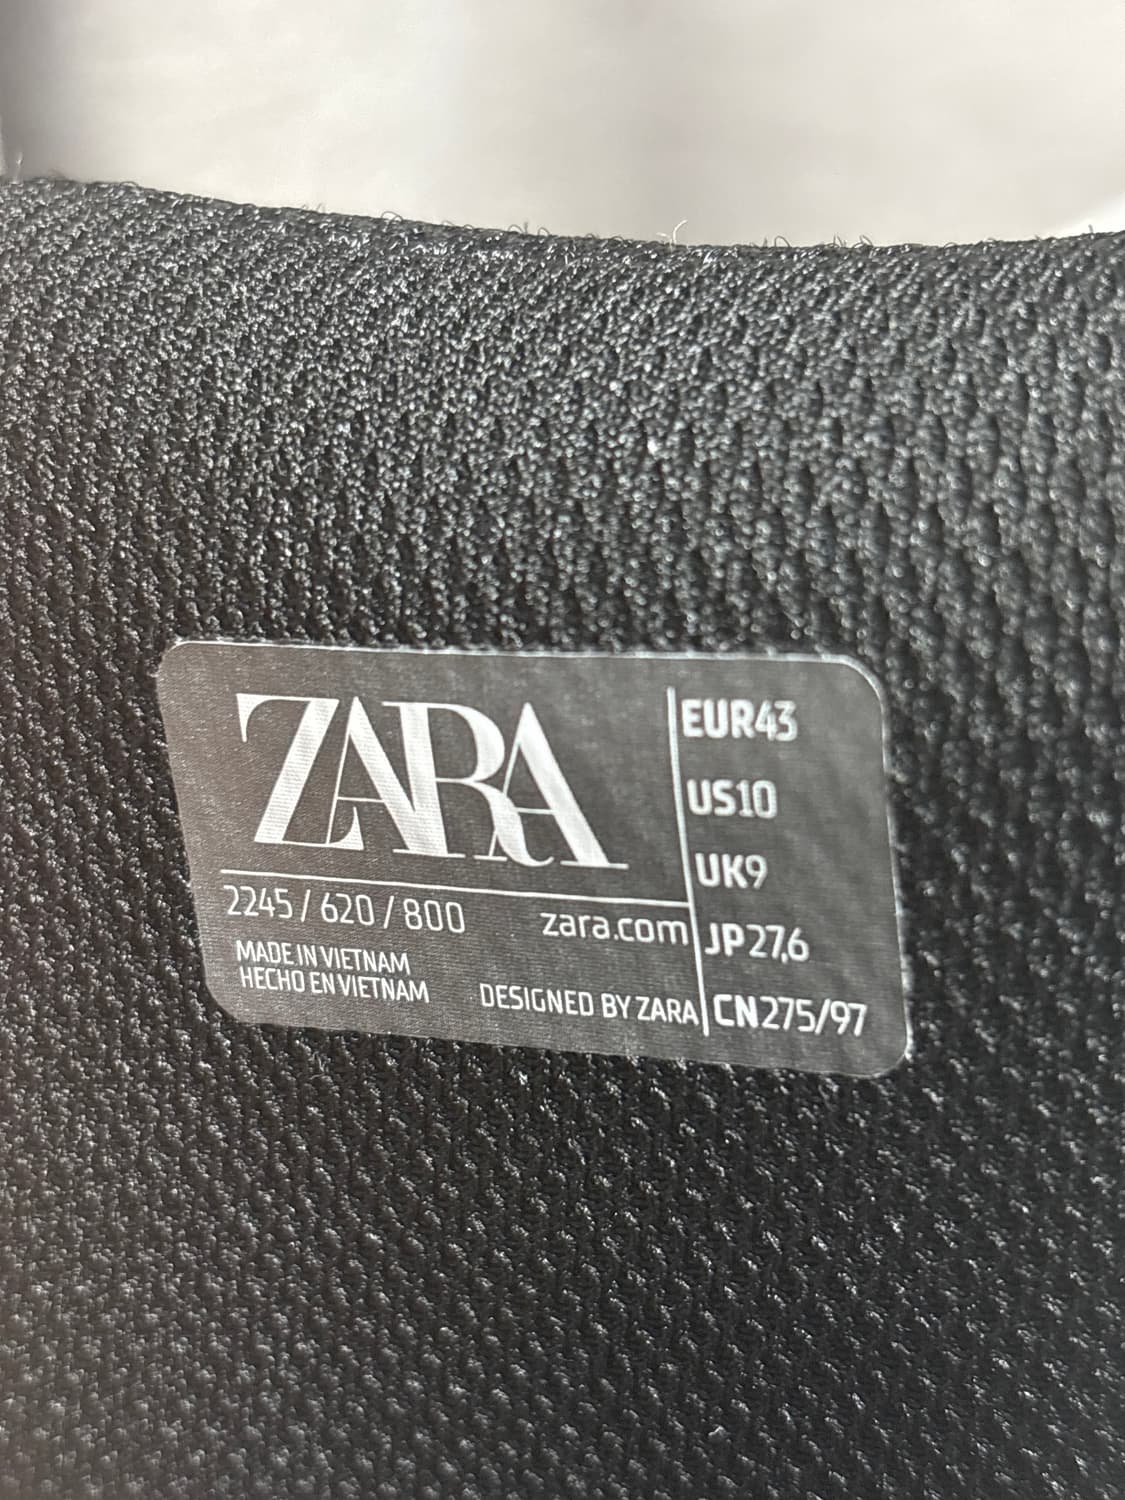 ZARA
2245 / 620 / 800
zara.com
MADE IN VIETNAM
HECHO EN VIETNAM
DESIGNED BY ZARA
EUR43
US10
UK9
JP27,6
CN275/97